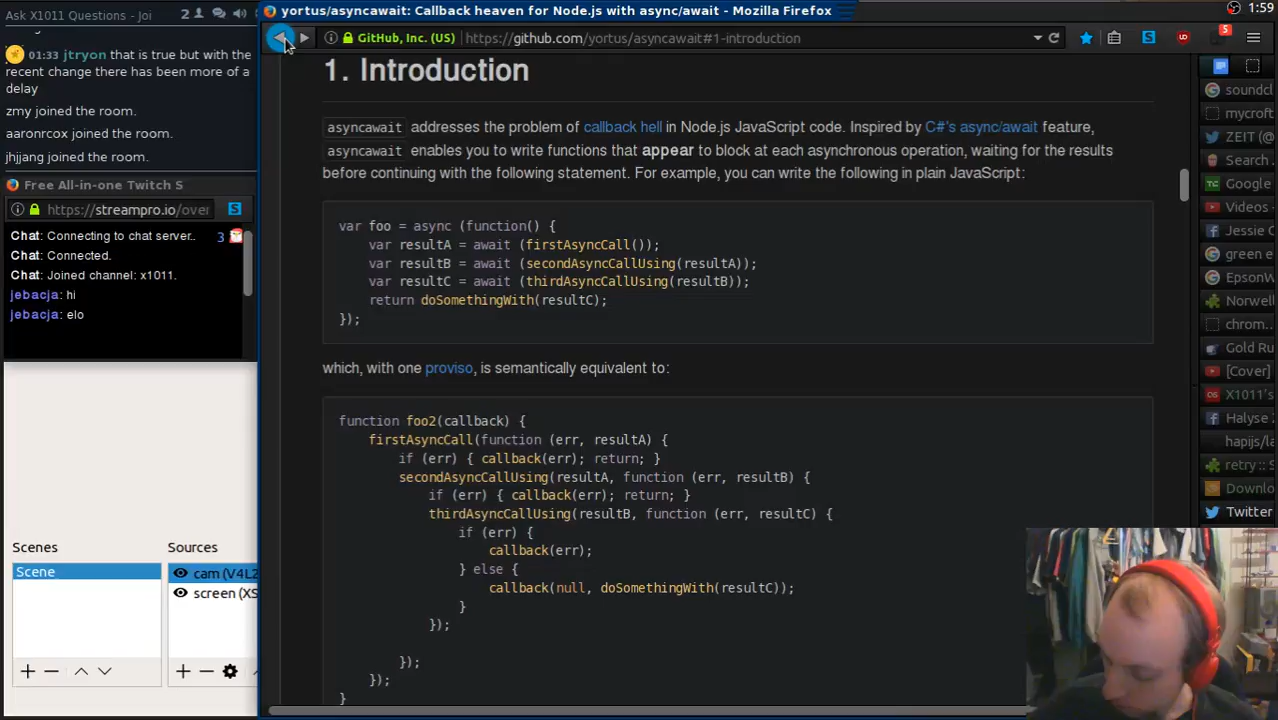 Ask X1011 Questions - Joi
2
01:33 jtryon that is true but with the
recent change there has been more of a
delay
zmy joined the room.
aaronrcox joined the room.
jhjjang joined the room.
Free All-in-one Twitch S
https://streampro.io/over
Chat: Connecting to chat server..
3
Chat: Connected.
Chat: Joined channel: x1011.
jebacja: hi
jebacja: elo
Scenes
Sources
Scene
cam (V4L2
screen (XS
yortus/asyncawait: Callback heaven for Node.js with async/await - Mozilla Firefox
1:59
GitHub, Inc. (US)
https://github.com/yortus/asyncawait#1-introduction
5
1. Introduction
asyncawait addresses the problem of callback hell in Node.js JavaScript code. Inspired by C#'s async/await feature,
asyncawait enables you to write functions that appear to block at each asynchronous operation, waiting for the results
before continuing with the following statement. For example, you can write the following in plain JavaScript:
var foo = async (function() {
var resultA = await (firstAsyncCall());
var resultB = await (secondAsyncCallUsing(resultA));
var resultC = await (thirdAsyncCallUsing(resultB));
return doSomethingWith(resultC);
});
which, with one proviso, is semantically equivalent to:
function foo2(callback) {
firstAsyncCall(function (err, resultA) {
if (err) { callback(err); return; }
secondAsyncCallUsing(resultA, function (err, resultB) {
if (err) { callback(err); return; }
thirdAsyncCallUsing(resultB, function (err, resultC) {
if (err) {
callback(err);
} else {
callback(null, doSomethingWith(resultC));
}
});
});
});
}
soundcl
mycroft
ZEIT (@
Search
Google
Videos -
Jessie C
green e
EpsonW
Norwell
chrom...
Gold Ru
[Cover]
X1011's
Halyse Z
hapijs/la
retry :: S
Downlo
Twitter